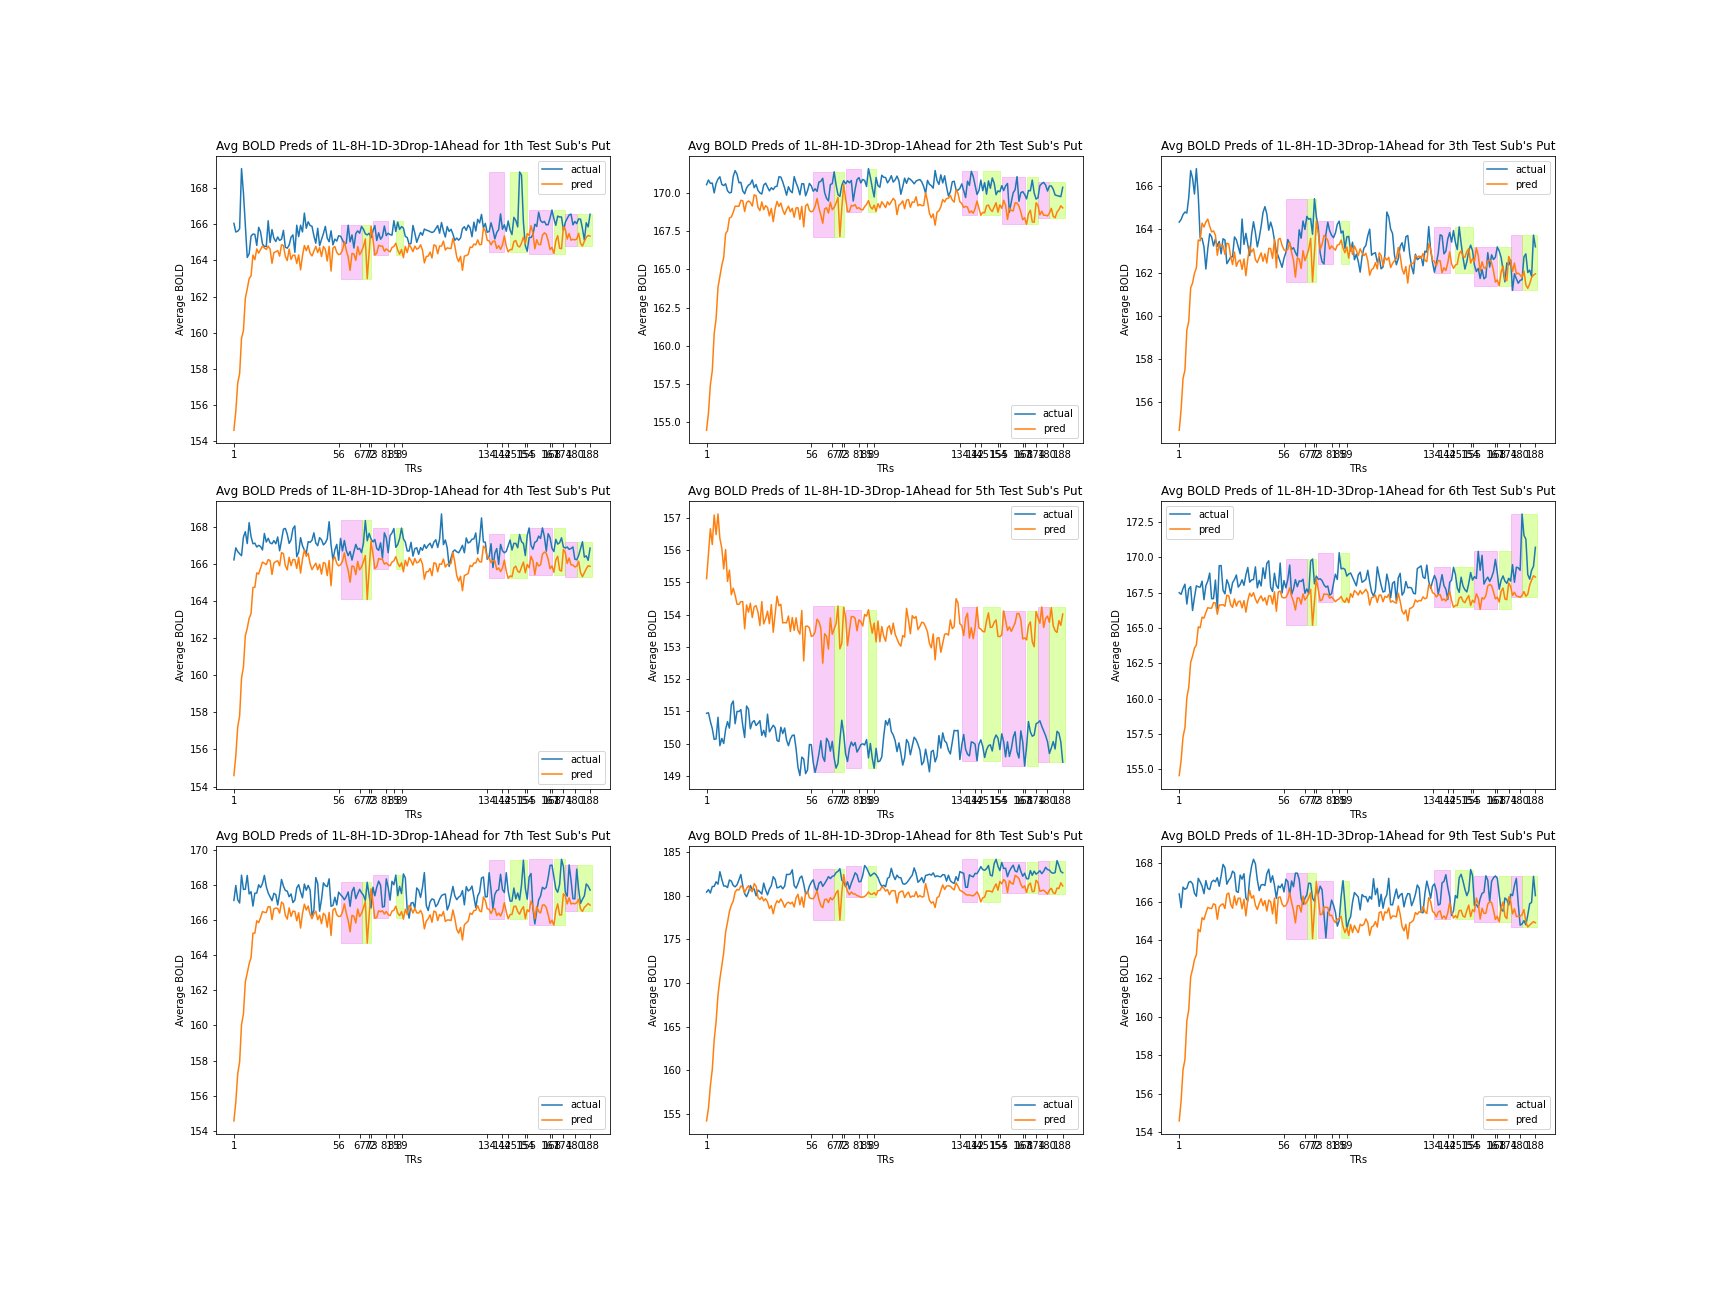 Avg BOLD Preds of 1L-8H-1D-3Drop-1Ahead for 1th Test Sub's Put
Avg BOLD Preds of 1L-8H-1D-3Drop-1Ahead for 2th Test Sub's Put
Avg BOLD Preds of 1L-8H-1D-3Drop-1Ahead for 3th Test Sub's Put
168
166
164
162
160
158
156
154
Average BOLD
actual
pred
1
56
134
188
TRs
170.0
167.5
165.0
162.5
160.0
157.5
155.0
Average BOLD
actual
pred
1
56
134
188
TRs
166
164
162
160
158
156
Average BOLD
actual
pred
1
56
134
188
TRs
Avg BOLD Preds of 1L-8H-1D-3Drop-1Ahead for 4th Test Sub's Put
Avg BOLD Preds of 1L-8H-1D-3Drop-1Ahead for 5th Test Sub's Put
Avg BOLD Preds of 1L-8H-1D-3Drop-1Ahead for 6th Test Sub's Put
168
166
164
162
160
158
156
154
Average BOLD
actual
pred
1
56
134
188
TRs
157
156
155
154
153
152
151
150
149
Average BOLD
actual
pred
1
56
134
188
TRs
172.5
170.0
167.5
165.0
162.5
160.0
157.5
155.0
Average BOLD
actual
pred
1
56
134
188
TRs
Avg BOLD Preds of 1L-8H-1D-3Drop-1Ahead for 7th Test Sub's Put
Avg BOLD Preds of 1L-8H-1D-3Drop-1Ahead for 8th Test Sub's Put
Avg BOLD Preds of 1L-8H-1D-3Drop-1Ahead for 9th Test Sub's Put
170
168
166
164
162
160
158
156
154
Average BOLD
actual
pred
1
56
134
188
TRs
185
180
175
170
165
160
155
Average BOLD
actual
pred
1
56
134
188
TRs
168
166
164
162
160
158
156
154
Average BOLD
actual
pred
1
56
134
188
TRs